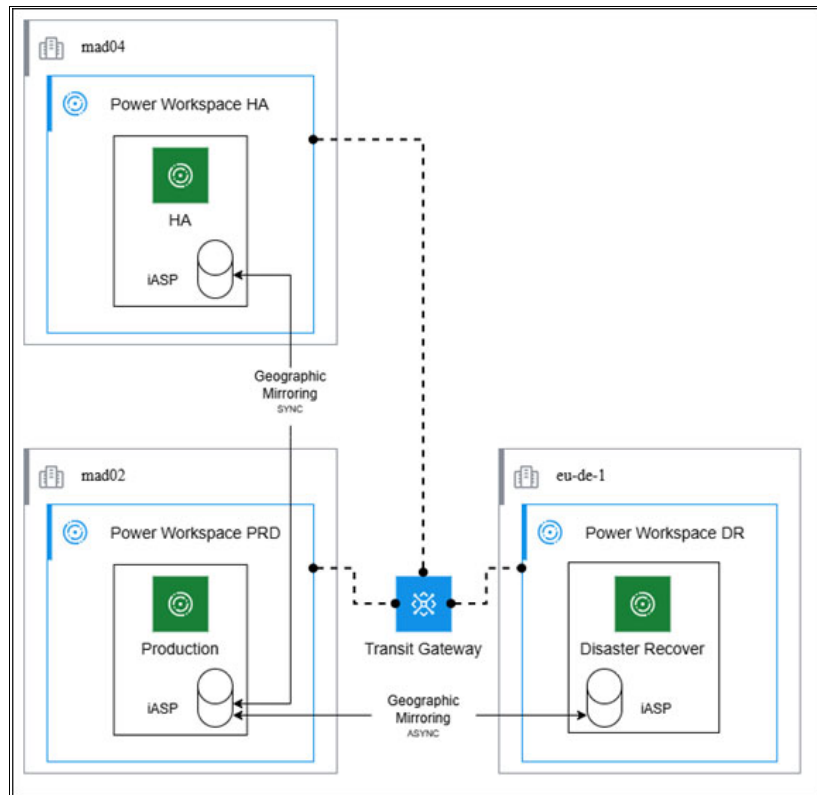 mad04
Power Workspace HA
HA
iASP
Geographic
Mirroring
SYNC
mad02
Power Workspace PRD
Production
iASP
Transit Gateway
Geographic
Mirroring
ASYNC
eu-de-1
Power Workspace DR
Disaster Recover
iASP